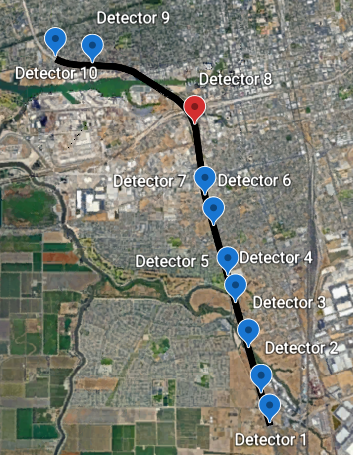 Detector 9
Detector 10
Detector 8
Detector 7
Detector 6
Detector 5
Detector 4
Detector 3
Detector 2
Detector 1